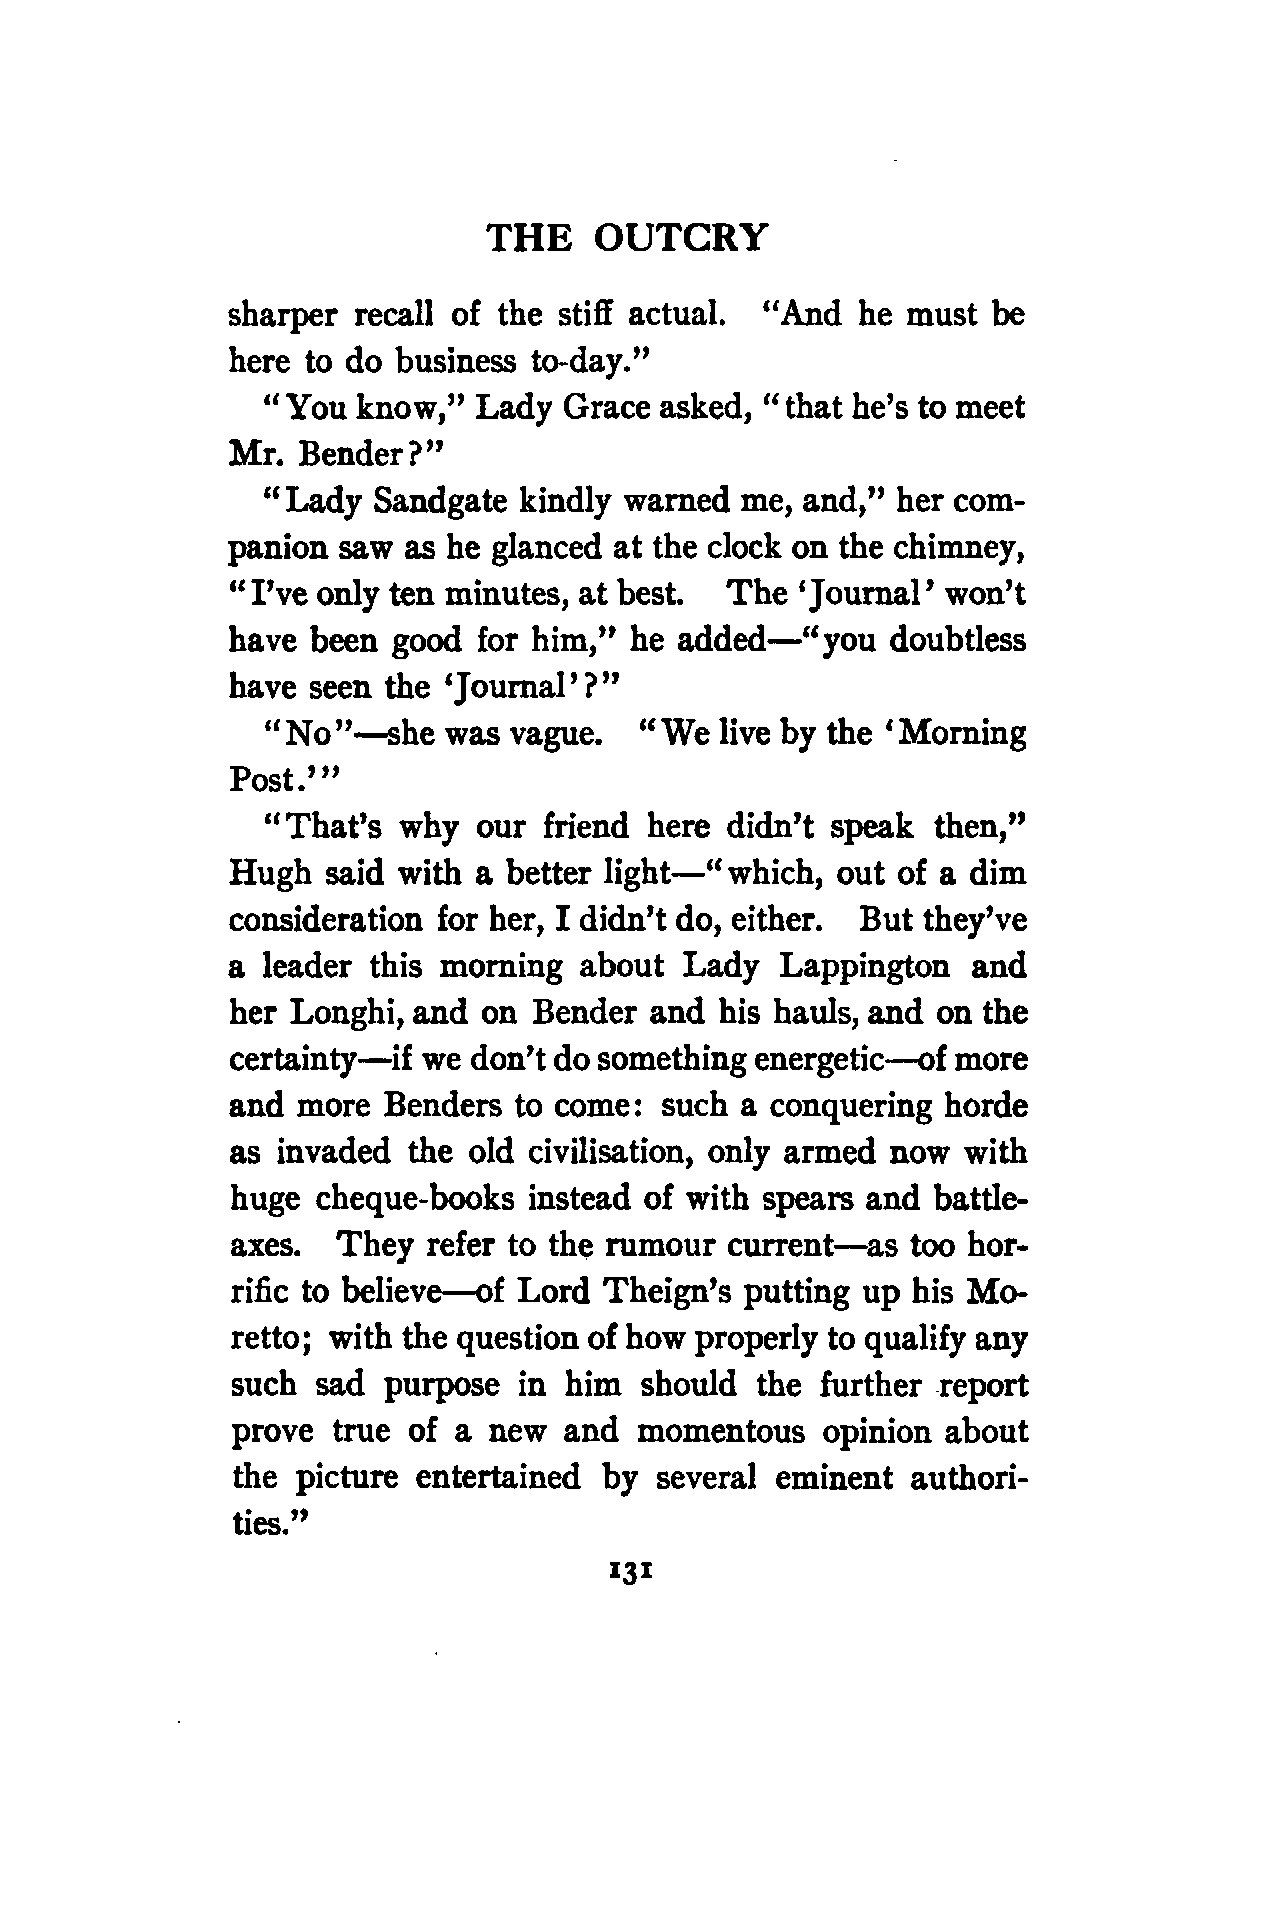 THE OUTCRY
sharper recall of the stiff actual. “And he must be
here to do business to-day.”
“You know,” Lady Grace asked, “that he’s to meet
Mr. Bender?”
“Lady Sandgate kindly warned me, and,” her com-
panion saw as he glanced at the clock on the chimney,
“I’ve only ten minutes, at best. The ‘Journal’ won’t
have been good for him,” he added—“you doubtless
have seen the ‘Journal’?”
“No”—she was vague. “We live by the ‘Morning
Post.’”
“That’s why our friend here didn’t speak then,”
Hugh said with a better light—“which, out of a dim
consideration for her, I didn’t do, either. But they’ve
a leader this morning about Lady Lappington and
her Longhi, and on Bender and his hauls, and on the
certainty—if we don’t do something energetic—of more
and more Benders to come: such a conquering horde
as invaded the old civilisation, only armed now with
huge cheque-books instead of with spears and battle-
axes. They refer to the rumour current—as too hor-
rific to believe—of Lord Theign’s putting up his Mo-
retto; with the question of how properly to qualify any
such sad purpose in him should the further report
prove true of a new and momentous opinion about
the picture entertained by several eminent authori-
ties.”
131